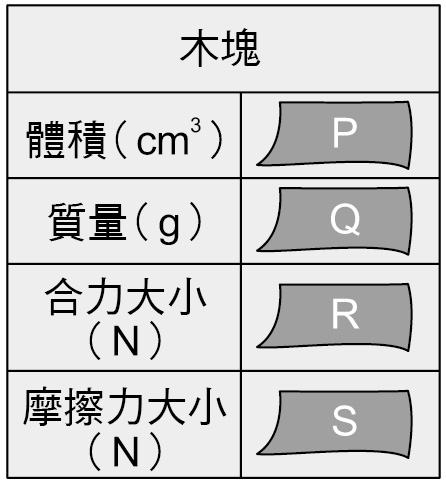 木塊
體積(cm³) P
質量(g) Q
合力大小
(N) R
摩擦力大小
(N) S